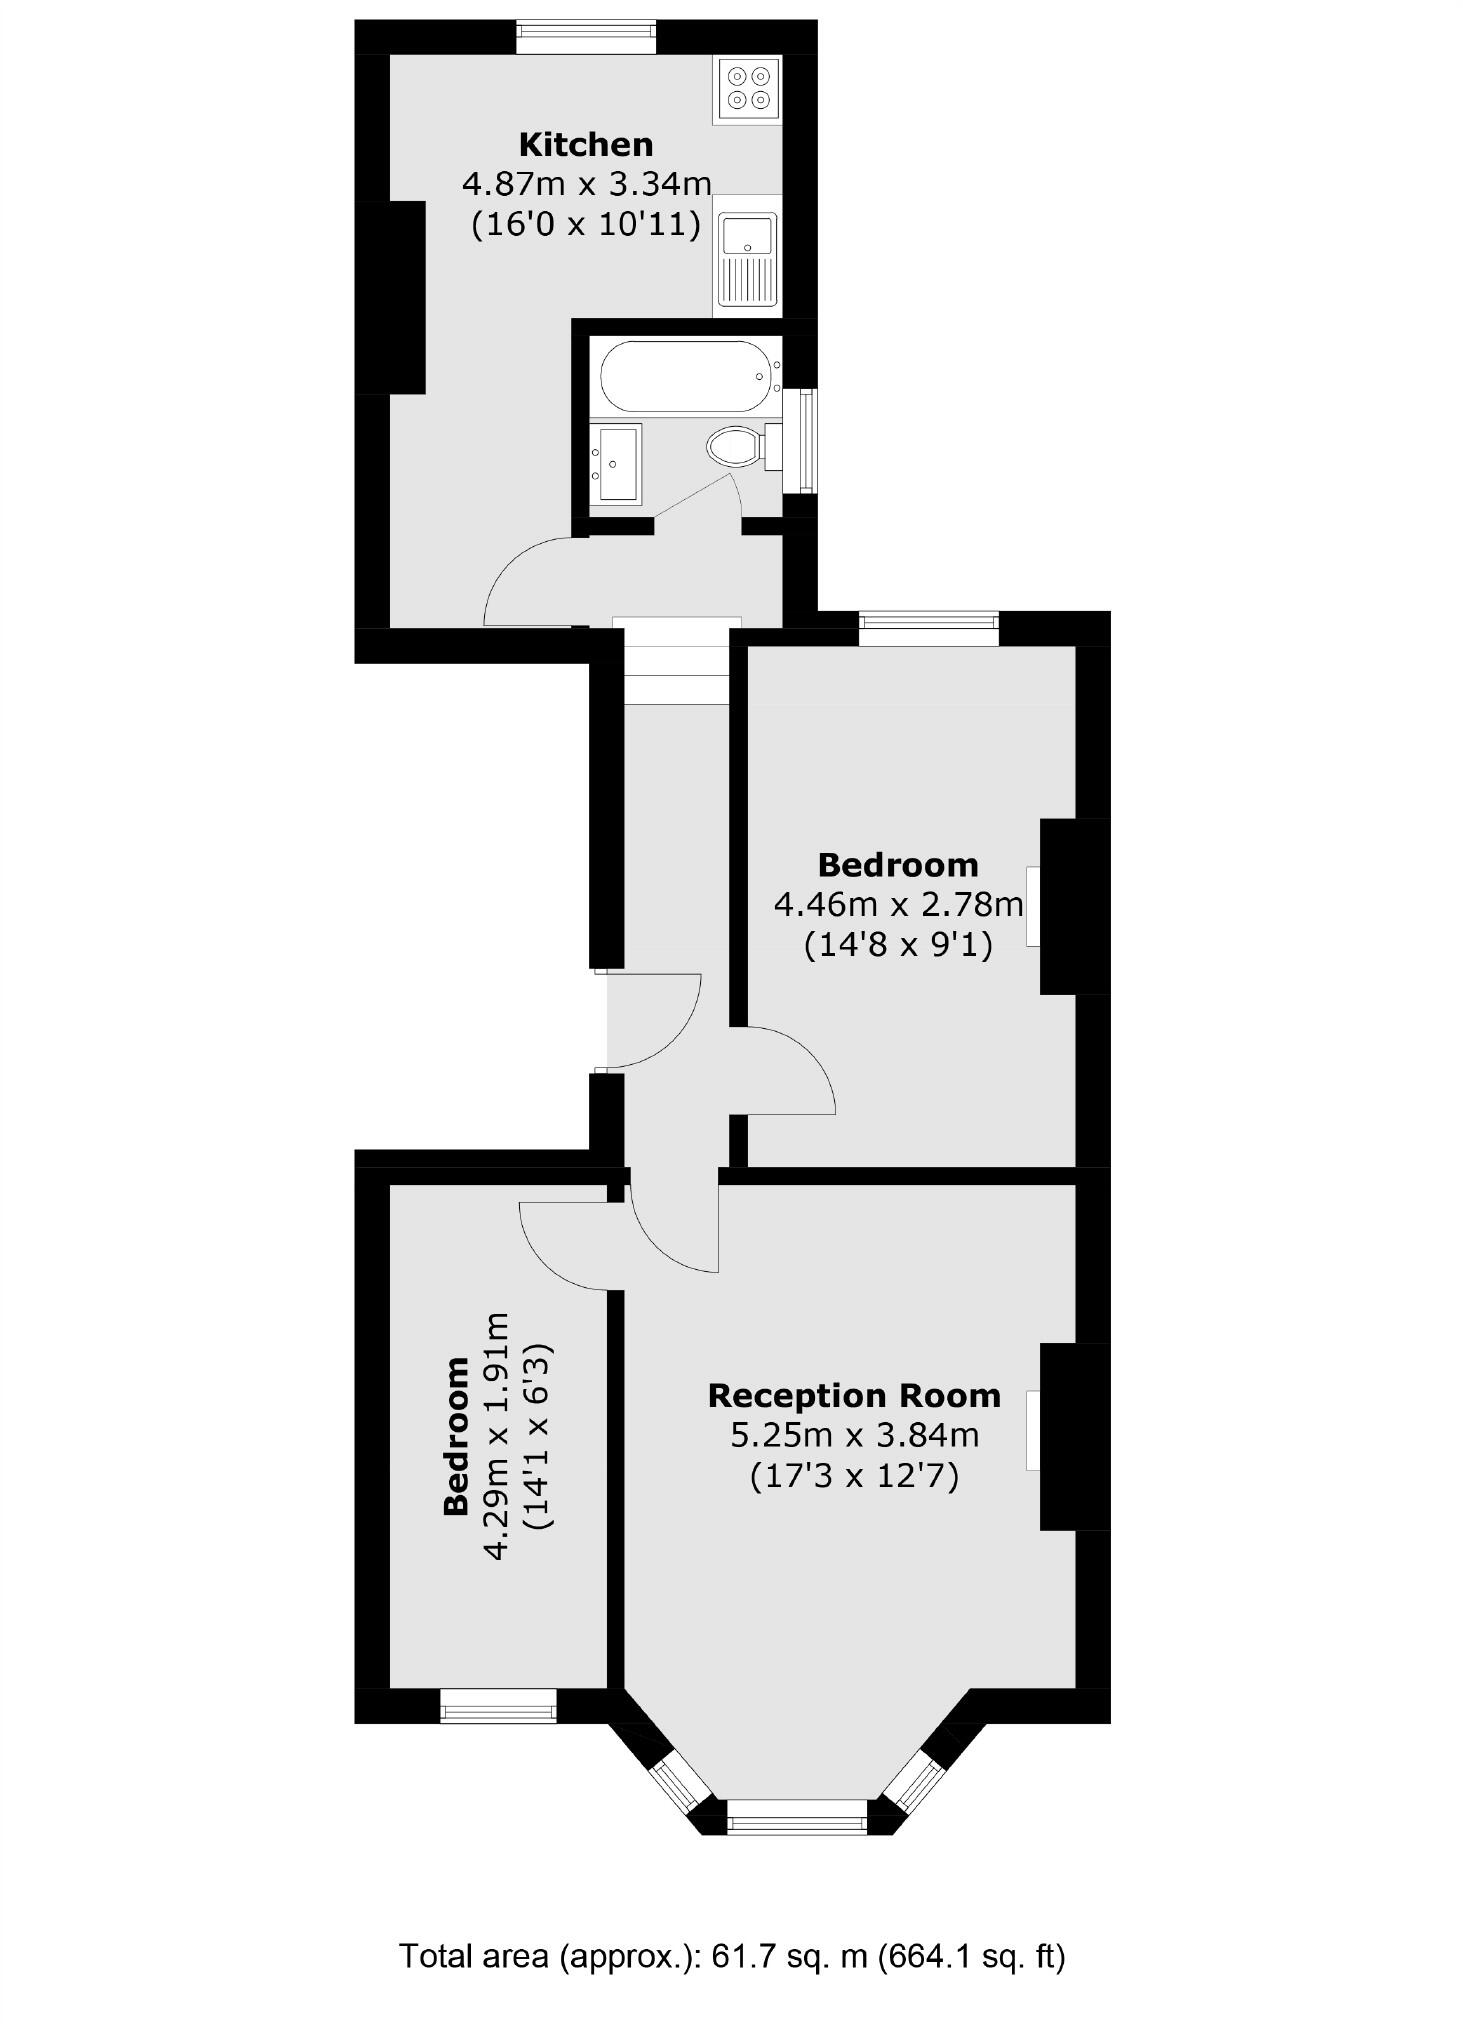 Kitchen
4.87m x 3.34m
(16'0 x 10'11)
Bedroom
4.46m x 2.78m
(14'8 x 9'1)
Bedroom
4.29m x 1.91m
(14'1 x 6'3)
Reception Room
5.25m x 3.84m
(17'3 x 12'7)
Total area (approx.): 61.7 sq. m (664.1 sq. ft)